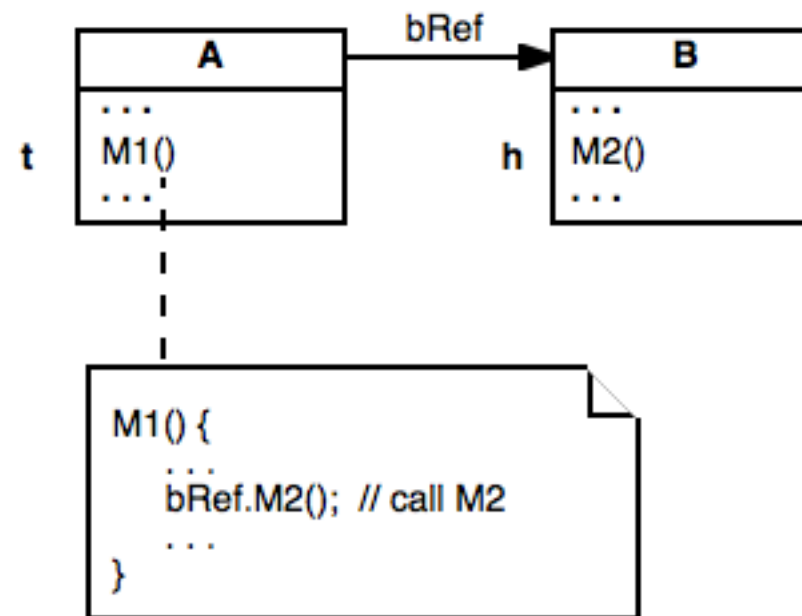 bRef
A
B
. . .
. . .
t
M1()
h
M2()
. . .
. . .
M1() {
. . .
bRef.M2(); // call M2
. . .
}